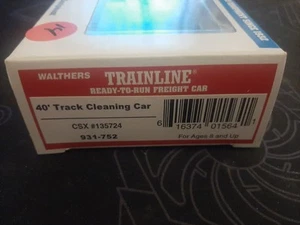 WALTHERS TRAINLINE®
READY-TO-RUN FREIGHT CAR
40' Track Cleaning Car
CSX #135724
931-752
6 16374 01564 1
For Ages 8 and Up